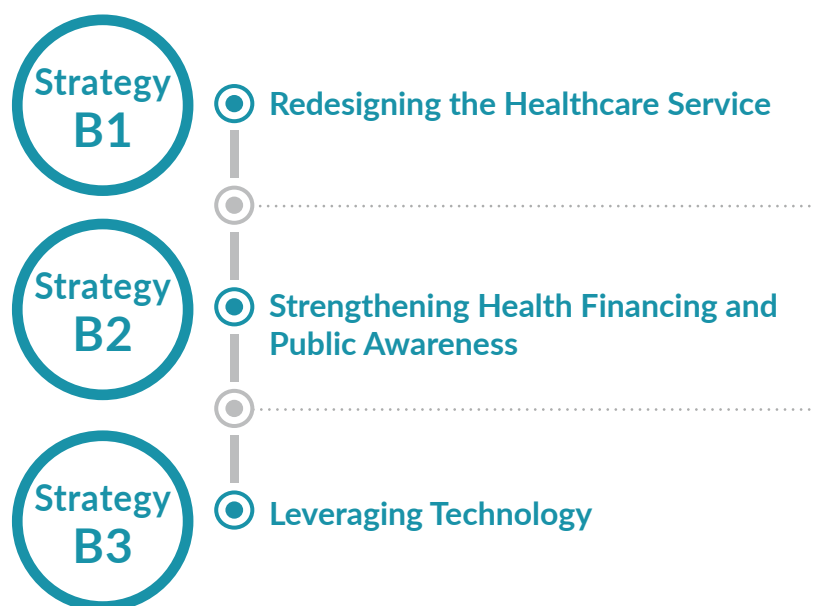 Strategy
B1
Redesigning the Healthcare Service
Strategy
B2
Strengthening Health Financing and
Public Awareness
Strategy
B3
Leveraging Technology